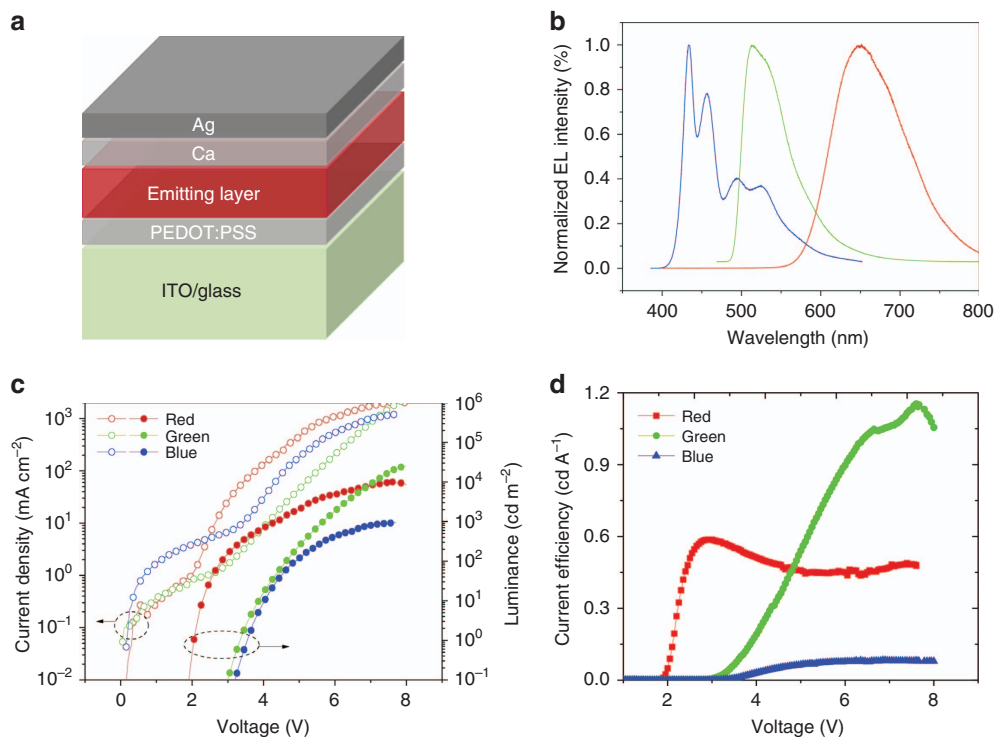 a
Ag
Ca
Emitting layer
PEDOT:PSS
ITO/glass
b
Normalized EL intensity (%)
1.0
0.8
0.6
0.4
0.2
0.0
400 500 600 700 800
Wavelength (nm)
c
Current density (mA cm⁻²)
10³
10²
10¹
10⁰
10⁻¹
10⁻²
Red
Green
Blue
10⁶
10⁵
10⁴
10³
10²
10¹
10⁰
10⁻¹
Luminance (cd m⁻²)
0 2 4 6 8
Voltage (V)
d
Current efficiency (cd A⁻¹)
1.2
0.9
0.6
0.3
0.0
Red
Green
Blue
2 4 6 8
Voltage (V)